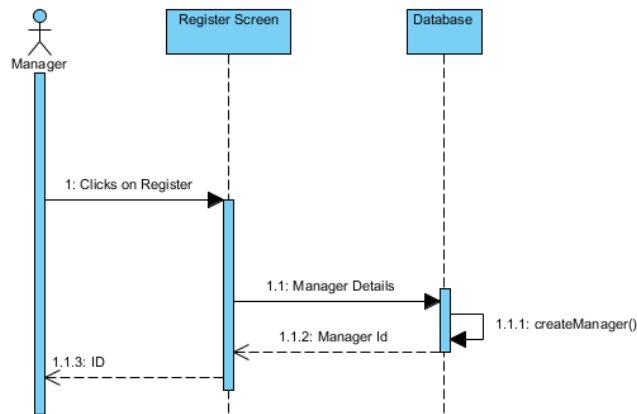 Register Screen
Database
Manager
1: Clicks on Register
1.1: Manager Details
1.1.1: createManager()
1.1.2: Manager Id
1.1.3: ID